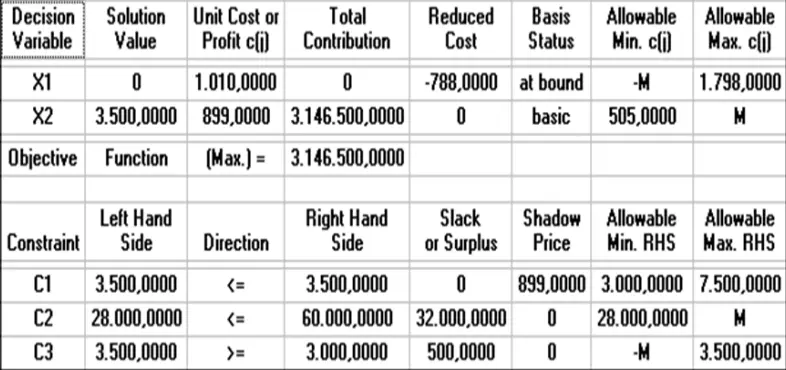 Decision Variable Solution Value Unit Cost or Profit c(j) Total Contribution Reduced Cost Basis Status Allowable Min. c(j) Allowable Max. c(j)
X1 0 1.010,0000 0 -788,0000 at bound -M 1.798,0000
X2 3.500,0000 899,0000 3.146.500,0000 0 basic 505,0000 M
Objective Function (Max.) = 3.146.500,0000
Constraint Left Hand Side Direction Right Hand Side Slack or Surplus Shadow Price Allowable Min. RHS Allowable Max. RHS
C1 3.500,0000 <= 3.500,0000 0 899,0000 3.000,0000 7.500,0000
C2 28.000,0000 <= 60.000,0000 32.000,0000 0 28.000,0000 M
C3 3.500,0000 >= 3.000,0000 500,0000 0 -M 3.500,0000